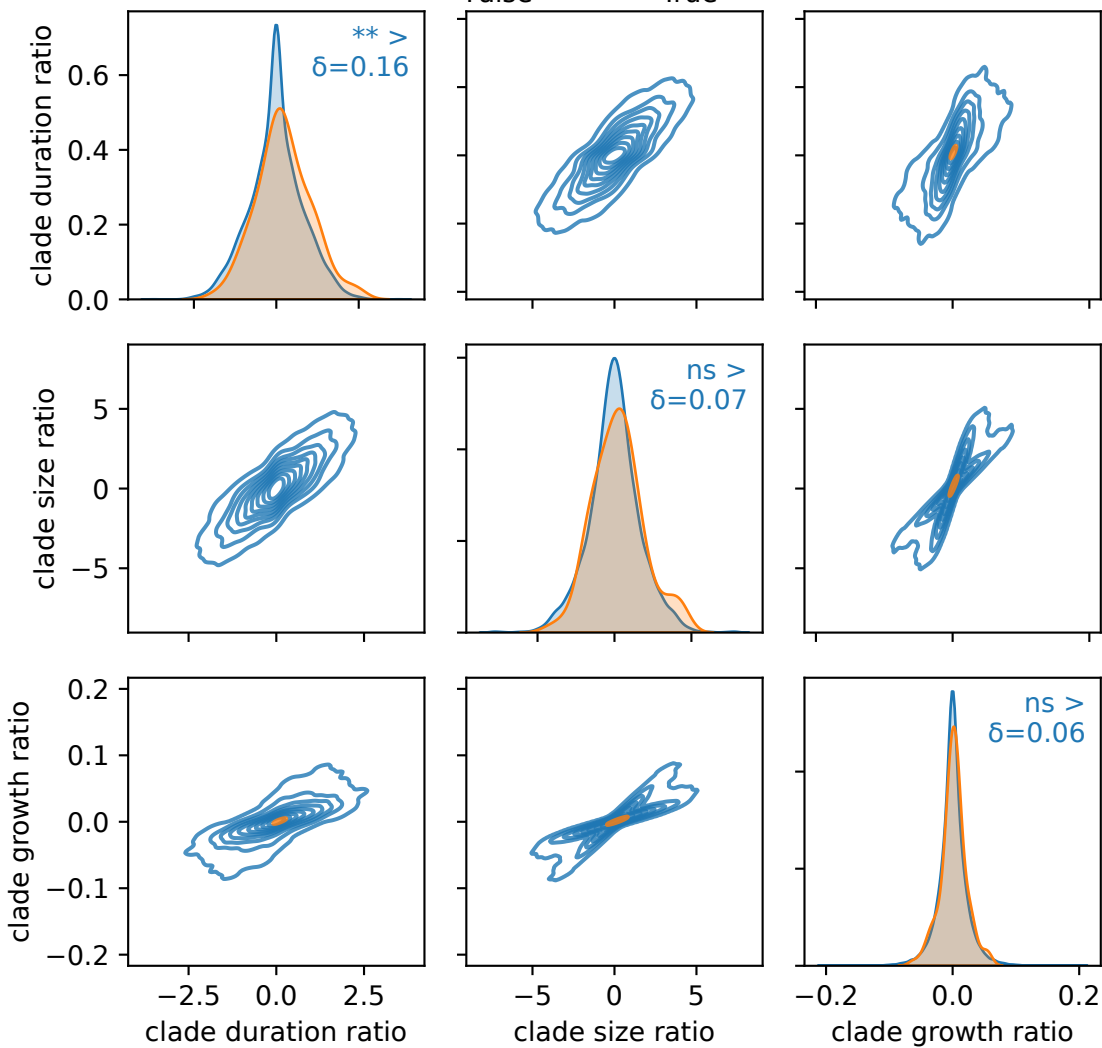 ** >
δ=0.16
clade duration ratio
0.6
0.4
0.2
0.0
ns >
δ=0.07
clade size ratio
5
0
−5
ns >
δ=0.06
clade growth ratio
0.2
0.1
0.0
−0.1
−0.2
−2.5 0.0 2.5
−5 0 5
−0.2 0.0 0.2
clade duration ratio
clade size ratio
clade growth ratio